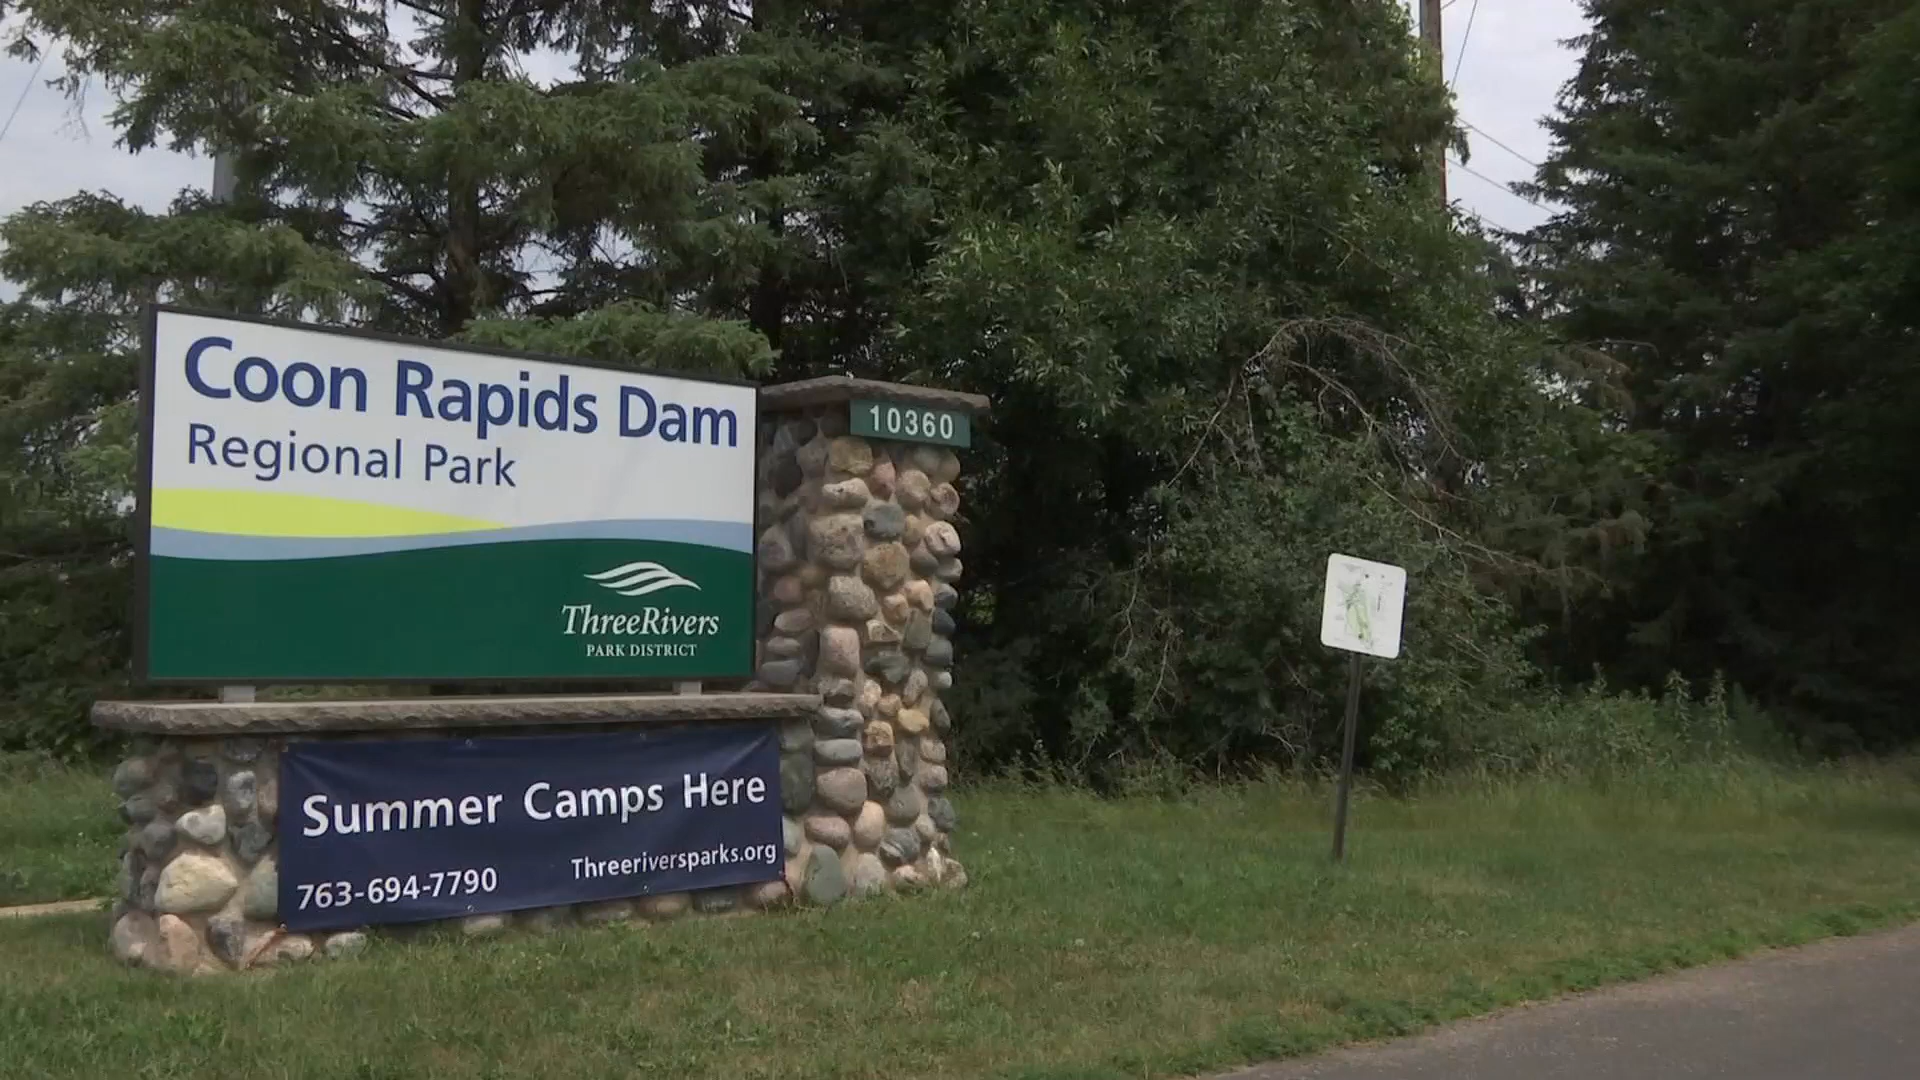 Coon Rapids Dam
Regional Park
10360
ThreeRivers
PARK DISTRICT
Summer Camps Here
763-694-7790
Threeriversparks.org